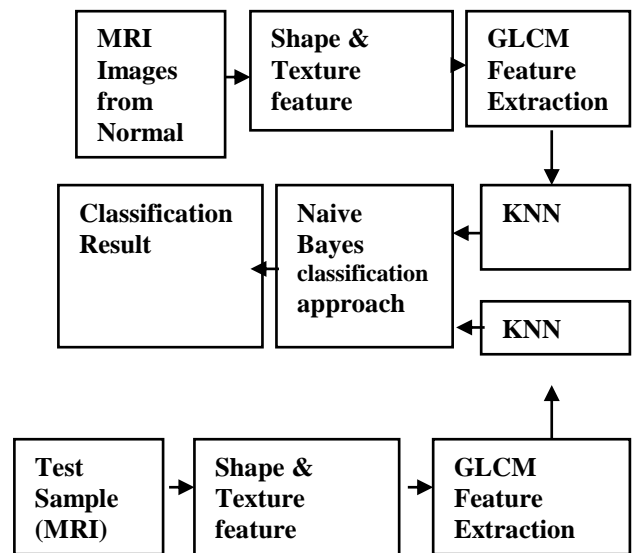 MRI
Images
from
Normal
Shape &
Texture
feature
GLCM
Feature
Extraction
Classification
Result
Naive
Bayes
classification
approach
KNN
KNN
Test
Sample
(MRI)
Shape &
Texture
feature
GLCM
Feature
Extraction